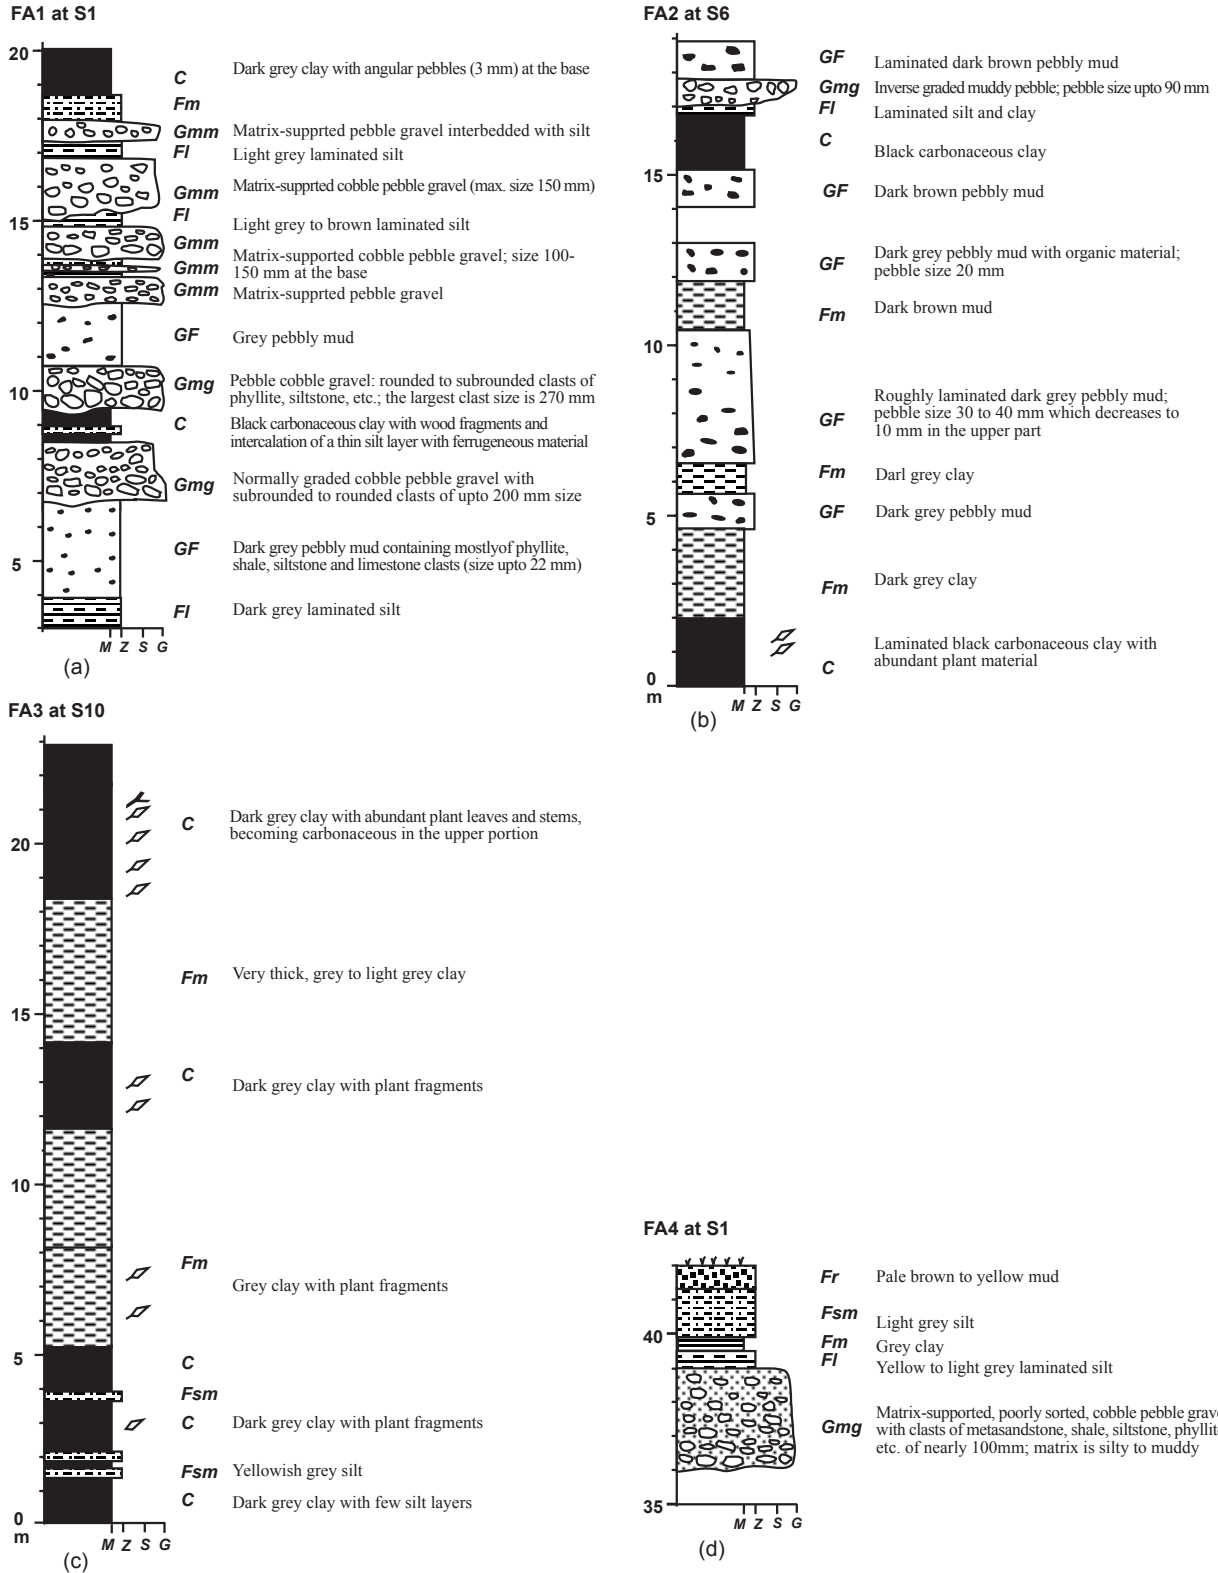 FA1 at S1
20
C Dark grey clay with angular pebbles (3 mm) at the base
Fm
Gmm Matrix-supprted pebble gravel interbedded with silt
Fl Light grey laminated silt
Gmm Matrix-supprted cobble pebble gravel (max. size 150 mm)
Fl
15
Light grey to brown laminated silt
Gmm Matrix-supported cobble pebble gravel; size 100-
Gmm 150 mm at the base
Gmm Matrix-supprted pebble gravel
GF Grey pebbly mud
10
Gmg Pebble cobble gravel: rounded to subrounded clasts of
phyllite, siltstone, etc.; the largest clast size is 270 mm
C Black carbonaceous clay with wood fragments and
intercalation of a thin silt layer with ferrugeneous material
Gmg Normally graded cobble pebble gravel with
subrounded to rounded clasts of upto 200 mm size
5
GF Dark grey pebbly mud containing mostlyof phyllite,
shale, siltstone and limestone clasts (size upto 22 mm)
Fl Dark grey laminated silt
M Z S G
(a)
FA2 at S6
GF Laminated dark brown pebbly mud
Gmg Inverse graded muddy pebble; pebble size upto 90 mm
Fl Laminated silt and clay
C Black carbonaceous clay
15
GF Dark brown pebbly mud
GF Dark grey pebbly mud with organic material;
pebble size 20 mm
Fm Dark brown mud
10
GF Roughly laminated dark grey pebbly mud;
pebble size 30 to 40 mm which decreases to
10 mm in the upper part
Fm Darl grey clay
5
GF Dark grey pebbly mud
Fm Dark grey clay
C Laminated black carbonaceous clay with
abundant plant material
0
m
M Z S G
(b)
FA3 at S10
20
C Dark grey clay with abundant plant leaves and stems,
becoming carbonaceous in the upper portion
Fm Very thick, grey to light grey clay
15
C Dark grey clay with plant fragments
10
Fm Grey clay with plant fragments
5
C
Fsm
C Dark grey clay with plant fragments
Fsm Yellowish grey silt
C Dark grey clay with few silt layers
0
m
M Z S G
(c)
FA4 at S1
Fr Pale brown to yellow mud
Fsm Light grey silt
40
Fm Grey clay
Fl Yellow to light grey laminated silt
Gmg Matrix-supported, poorly sorted, cobble pebble grave
with clasts of metasandstone, shale, siltstone, phyllit
etc. of nearly 100mm; matrix is silty to muddy
35
M Z S G
(d)